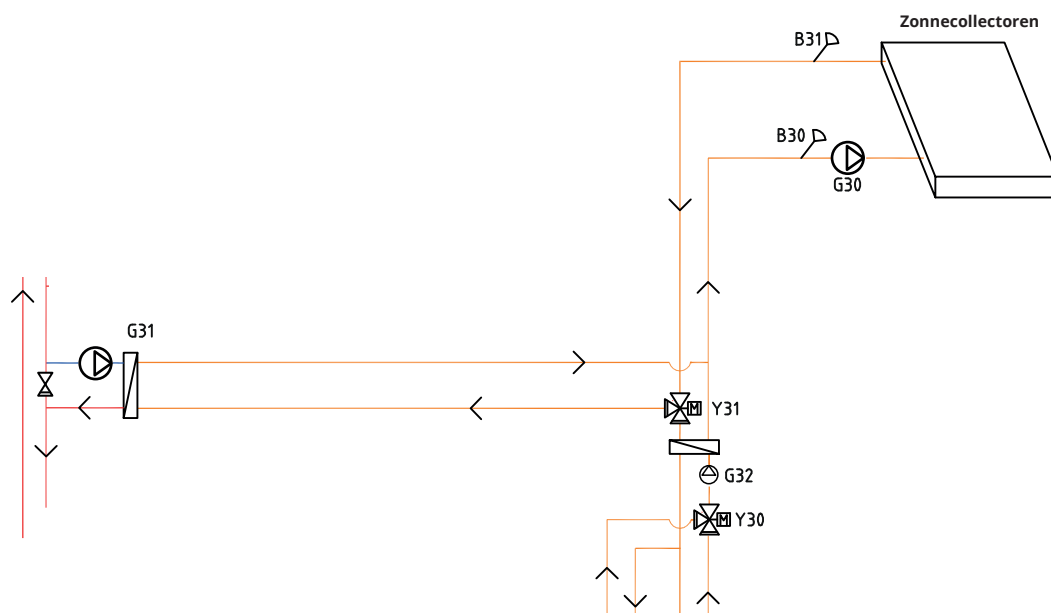 Zonnecollectoren
B31
B30
G30
G31
M Y31
G32
M Y30